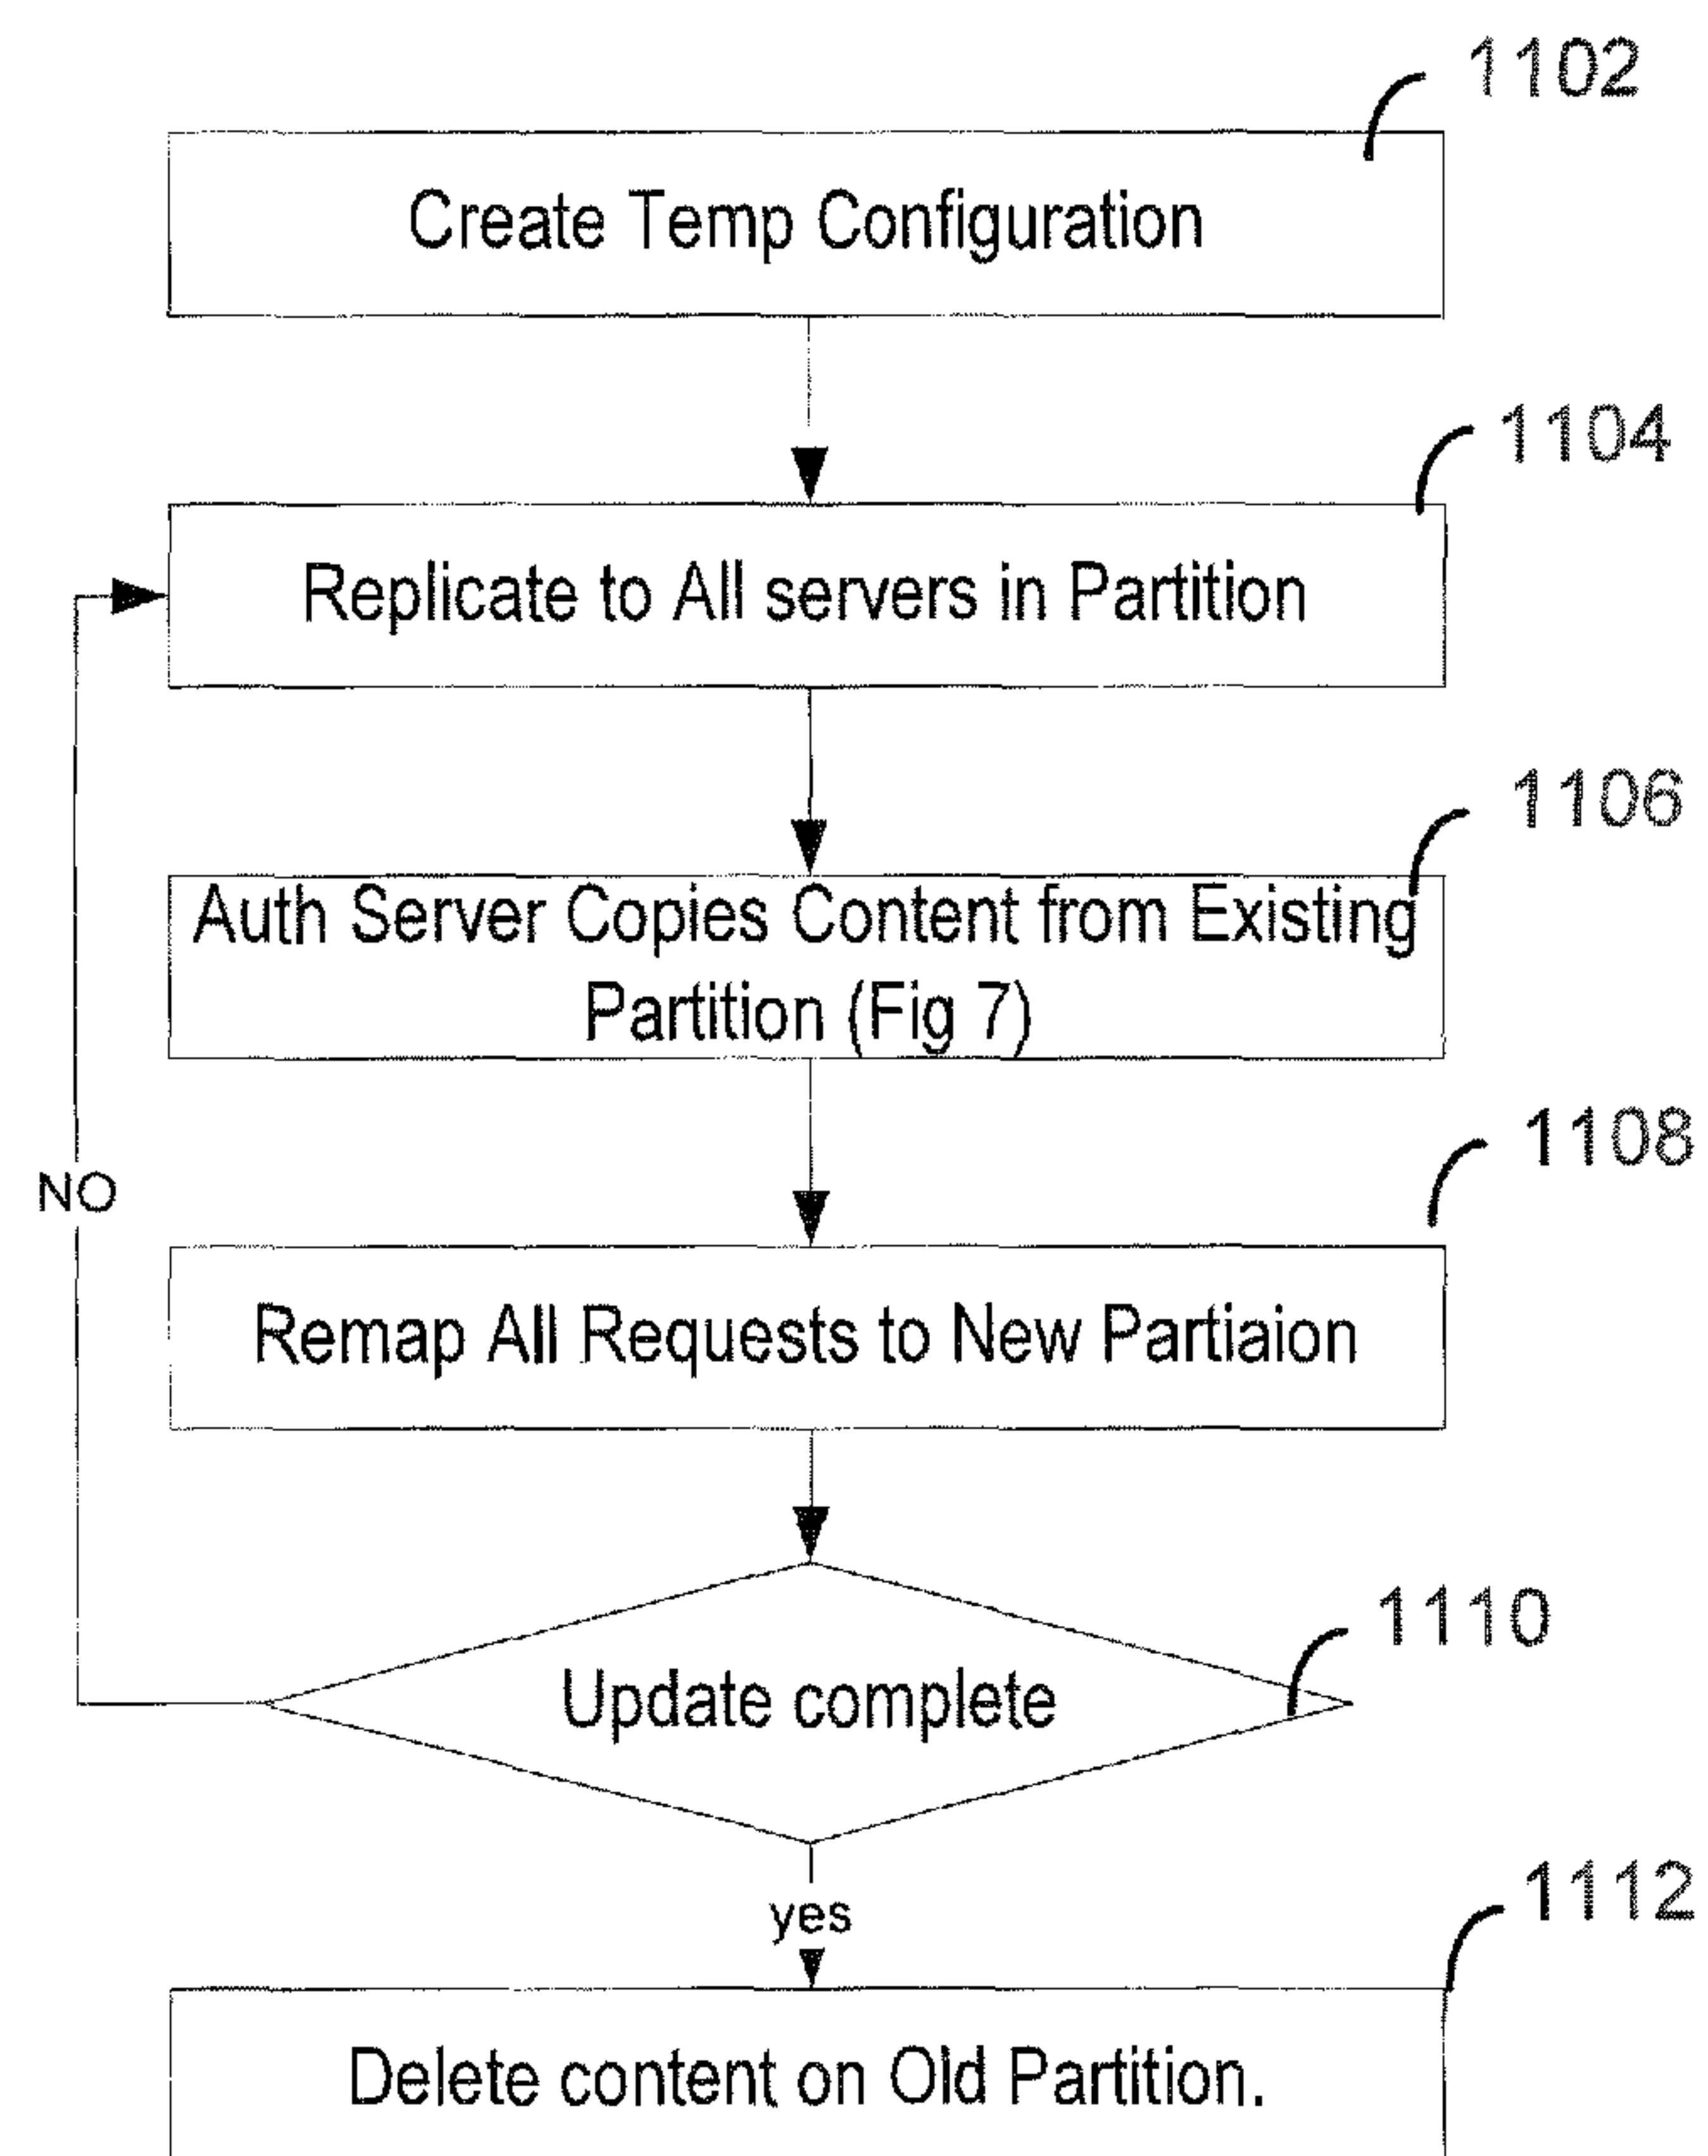 1102
Create Temp Configuration
1104
Replicate to All servers in Partition
1106
Auth Server Copies Content from Existing
Partition (Fig 7)
1108
NO
Remap All Requests to New Partiaion
1110
Update complete
yes
1112
Delete content on Old Partition.